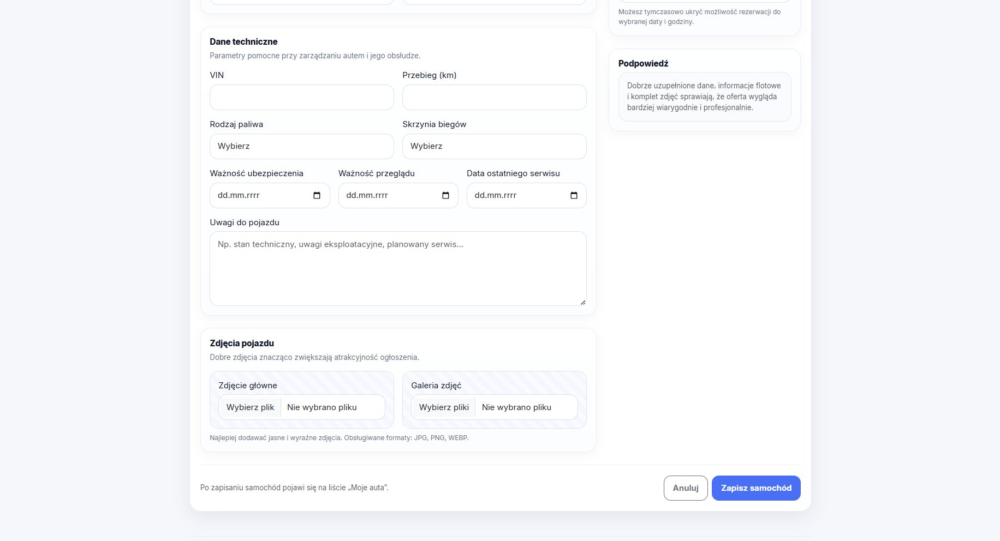 Możesz tymczasowo ukryć możliwość rezerwacji do
wybranej daty i godziny.
Dane techniczne
Parametry pomocne przy zarządzaniu autem i jego obsłudze.
VIN
Przebieg (km)
Rodzaj paliwa
Skrzynia biegów
Wybierz
Wybierz
Ważność ubezpieczenia
Ważność przeglądu
Data ostatniego serwisu
dd.mm.rrrr
dd.mm.rrrr
dd.mm.rrrr
Uwagi do pojazdu
Np. stan techniczny, uwagi eksploatacyjne, planowany serwis...
Podpowiedź
Dobrze uzupełnione dane, informacje flotowe
i komplet zdjęć sprawiają, że oferta wygląda
bardziej wiarygodnie i profesjonalnie.
Zdjęcia pojazdu
Dobre zdjęcia znacząco zwiększają atrakcyjność ogłoszenia.
Zdjęcie główne
Galeria zdjęć
Wybierz plik Nie wybrano pliku
Wybierz pliki Nie wybrano pliku
Najlepiej dodawać jasne i wyraźne zdjęcia. Obsługiwane formaty: JPG, PNG, WEBP.
Po zapisaniu samochód pojawi się na liście „Moje auta”.
Anuluj
Zapisz samochód